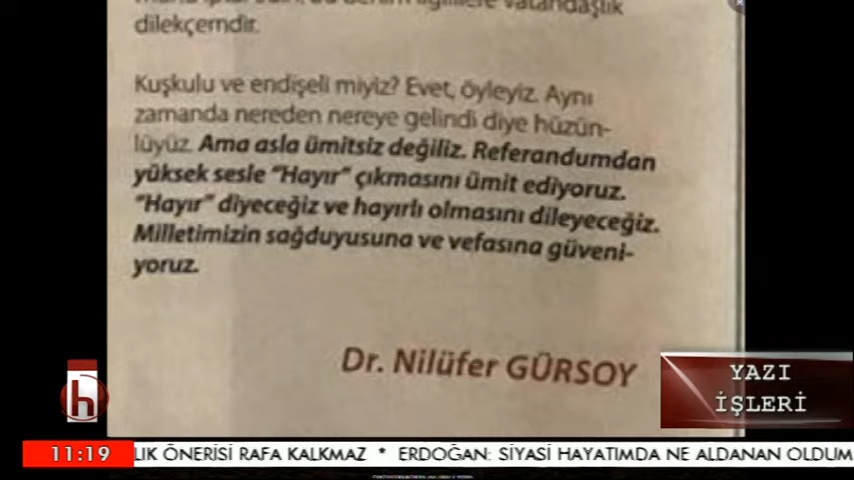 vatandaşlık
dilekçemdir.
Kuşkulu ve endişeli miyiz? Evet, öyleyiz. Aynı
zamanda nereden nereye gelindi diye hüzün-
lüyüz. Ama asla ümitsiz değiliz. Referandumdan
yüksek sesle "Hayır" çıkmasını ümit ediyoruz.
"Hayır" diyeceğiz ve hayırlı olmasını dileyeceğiz.
Milletimizin sağduyusuna ve vefasına güveni-
yoruz.
Dr. Nilüfer GÜRSOY
h
YAZI
İŞLERİ
11:19 LIK ÖNERİSİ RAFA KALKMAZ * ERDOĞAN: SİYASİ HAYATIMDA NE ALDANAN OLDUM